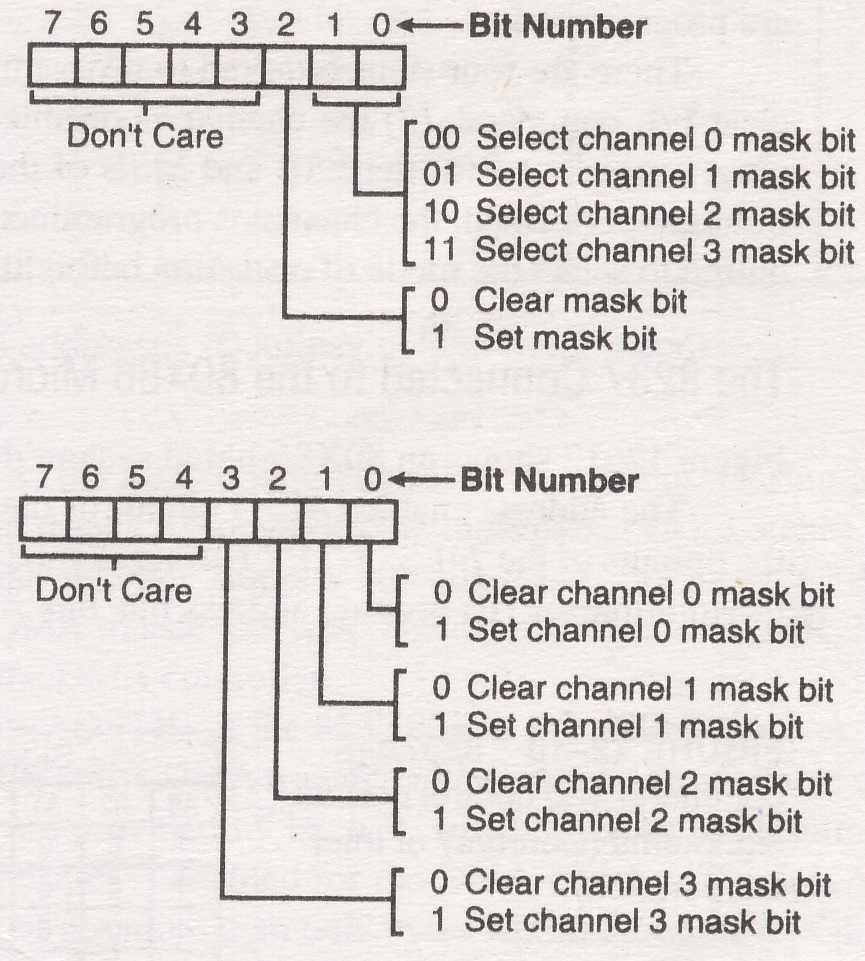 7 6 5 4 3 2 1 0 Bit Number
Don't Care
00 Select channel 0 mask bit
01 Select channel 1 mask bit
10 Select channel 2 mask bit
11 Select channel 3 mask bit
0 Clear mask bit
1 Set mask bit
7 6 5 4 3 2 1 0 Bit Number
Don't Care
0 Clear channel 0 mask bit
1 Set channel 0 mask bit
0 Clear channel 1 mask bit
1 Set channel 1 mask bit
0 Clear channel 2 mask bit
1 Set channel 2 mask bit
0 Clear channel 3 mask bit
1 Set channel 3 mask bit